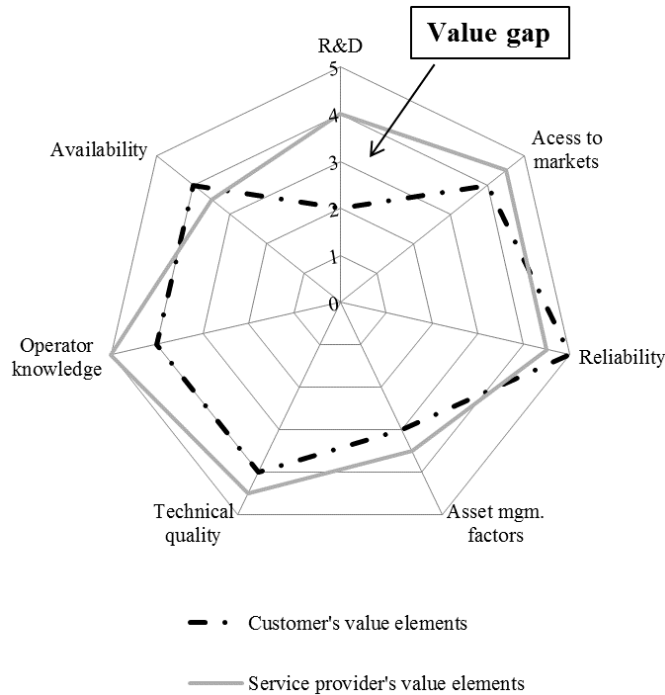 Value gap
R&D
5
4
3
2
1
0
Acess to
markets
Availability
Operator
knowledge
Reliability
Technical
quality
Asset mgm.
factors
Customer's value elements
Service provider's value elements